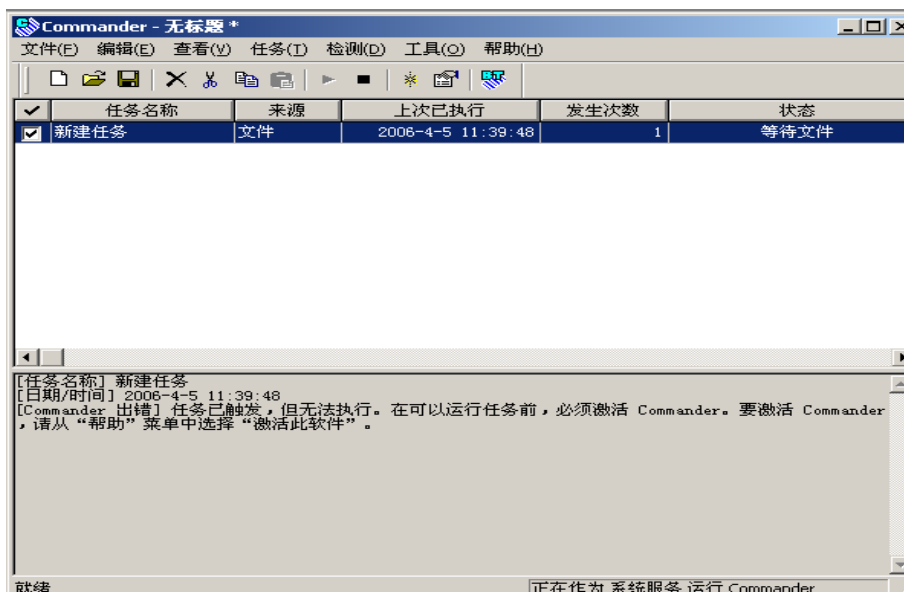 Commander - 无标题 *
文件(F) 编辑(E) 查看(V) 任务(T) 检测(D) 工具(O) 帮助(H)
任务名称 来源 上次已执行 发生次数 状态
新建任务 文件 2006-4-5 11:39:48 1 等待文件
[任务名称] 新建任务
[日期/时间] 2006-4-5 11:39:48
[Commander 出错] 任务已触发，但无法执行。在可以运行任务前，必须激活 Commander。要激活 Commander
，请从“帮助”菜单中选择“激活此软件”。
就绪 正在作为 系统服务 运行 Commander